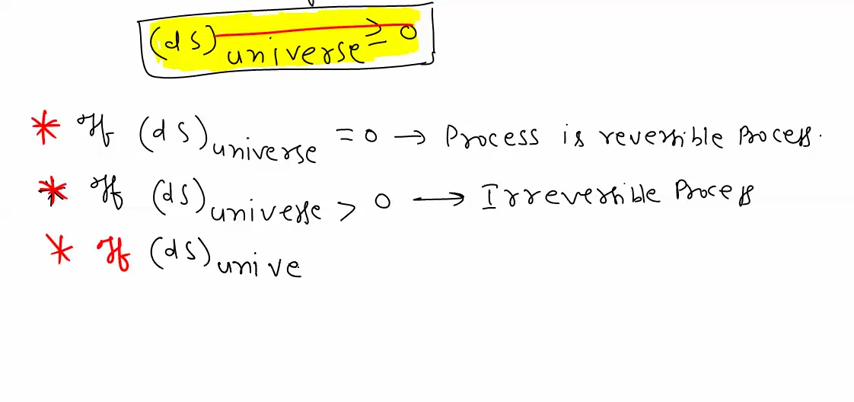 (ds)universe ≥ 0
* If (ds)universe = 0 → Process is reversible Process.
* If (ds)universe > 0 → Irreversible Process
* If (ds)unive